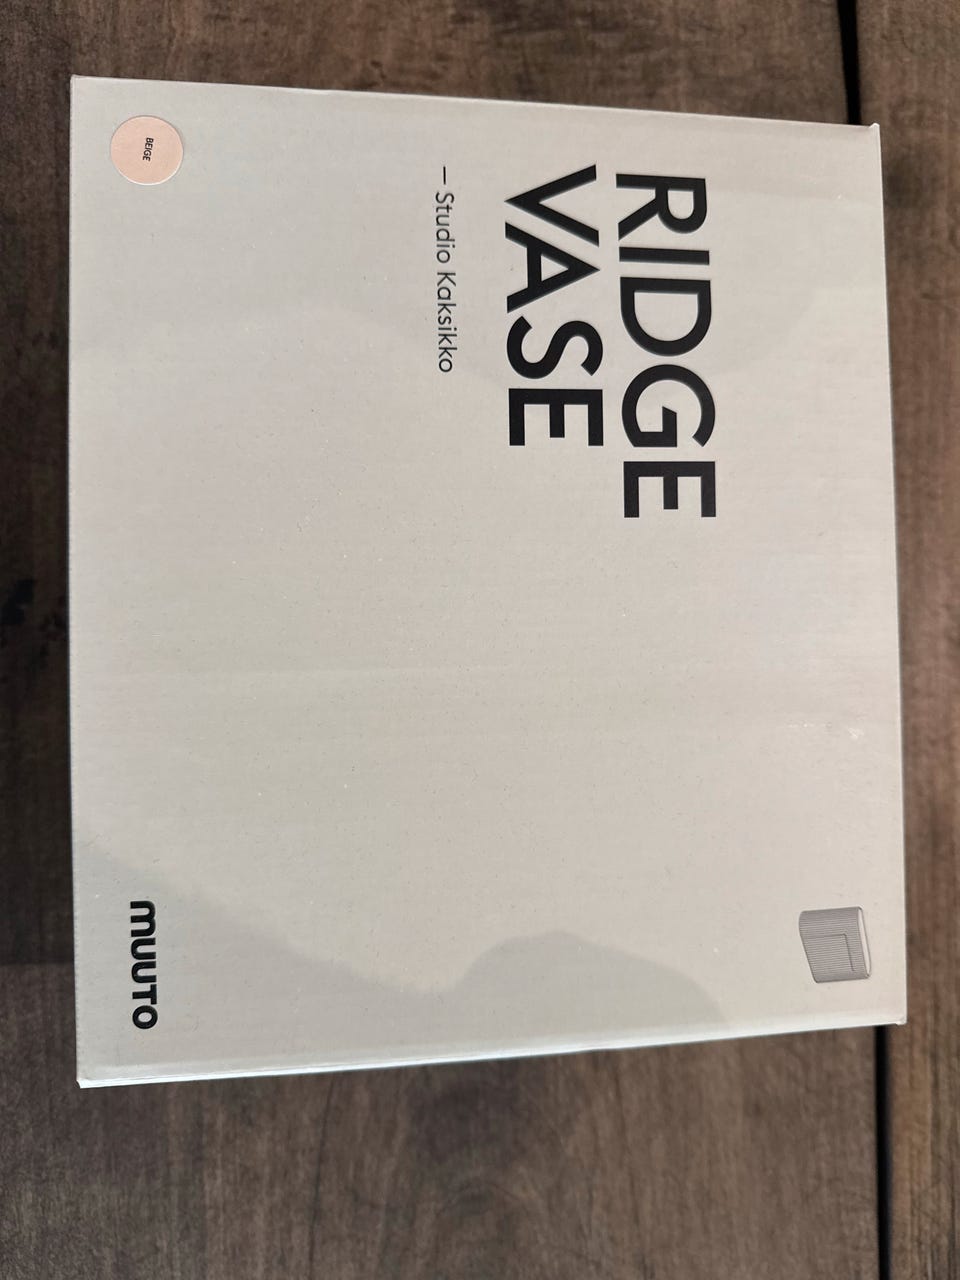 RIDGE
VASE
— Studio Kaksikko
BEIGE
muuto